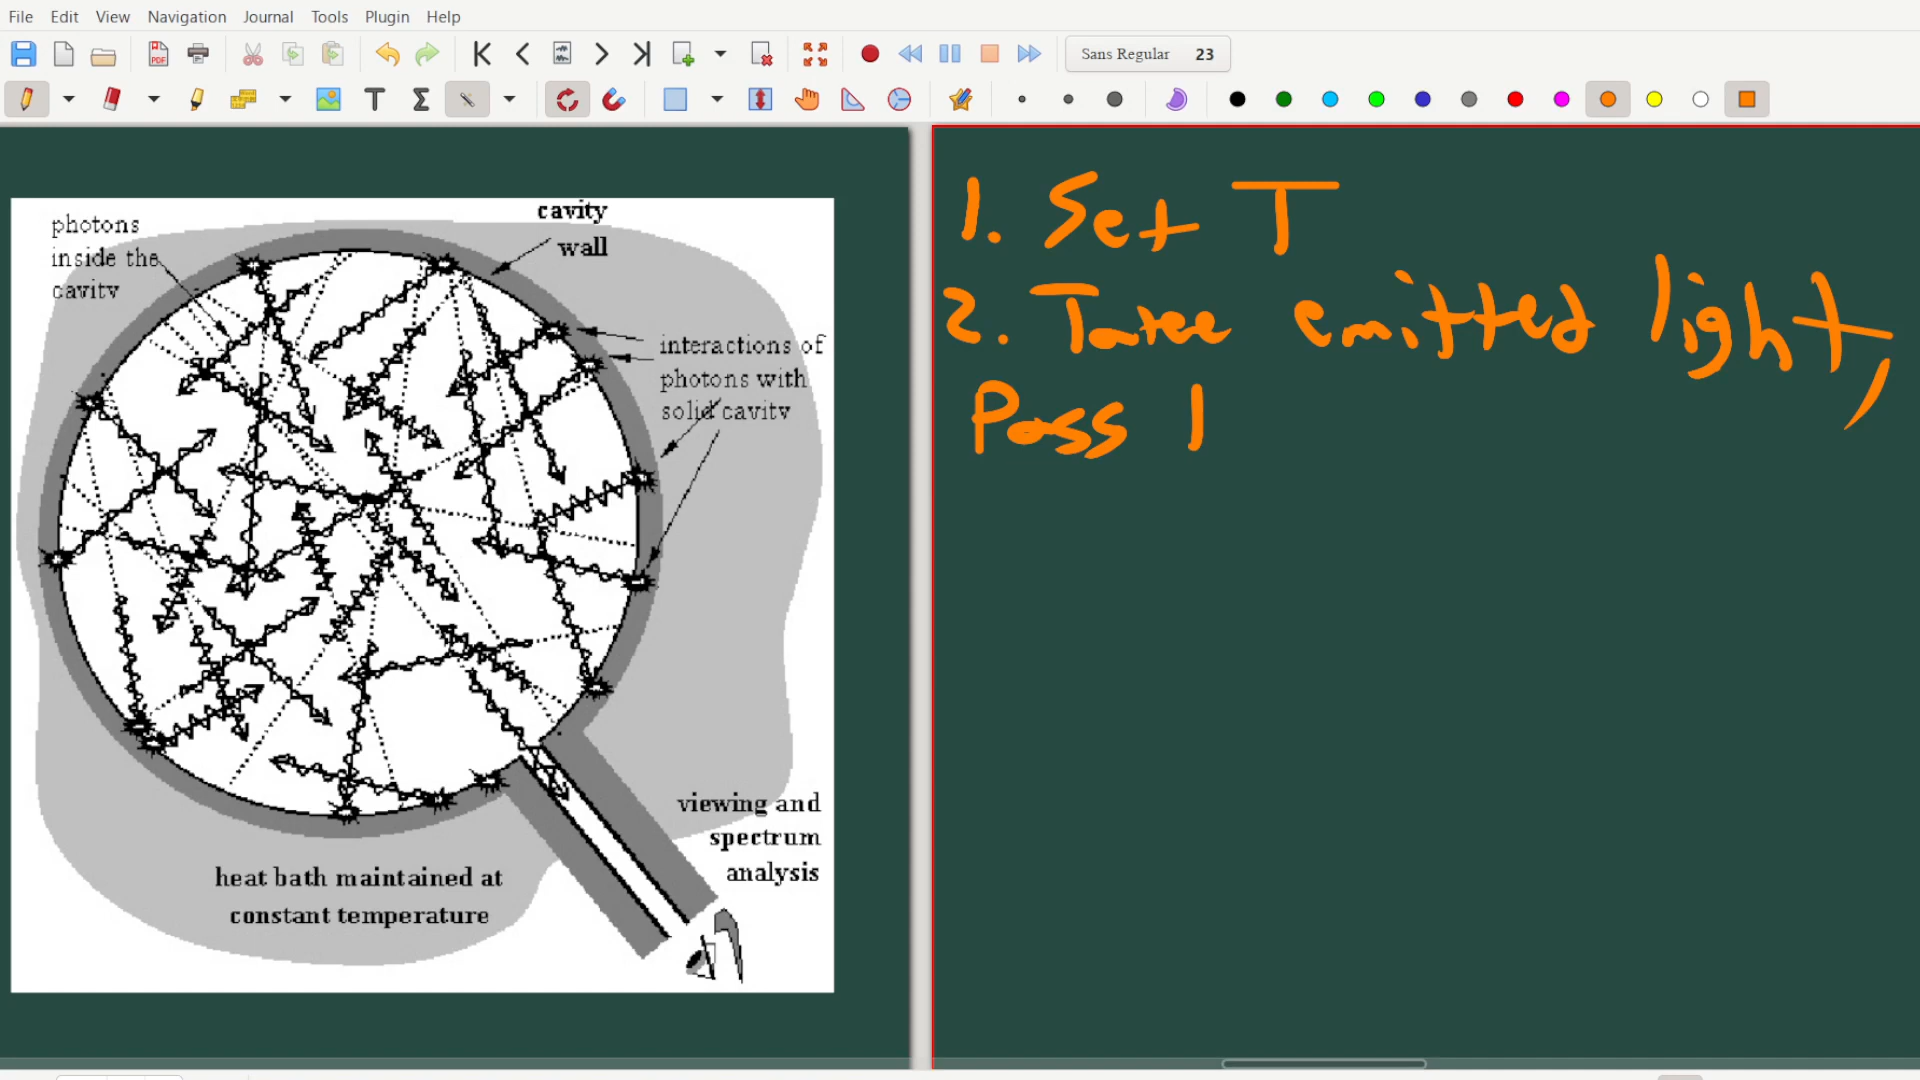 File Edit View Navigation Journal Tools Plugin Help
Sans Regular 23
photons
inside the
cavity
cavity
wall
interactions of
photons with
solid cavity
viewing and
spectrum
analysis
heat bath maintained at
constant temperature
1. Set T
2. Take emitted light,
Pass 1